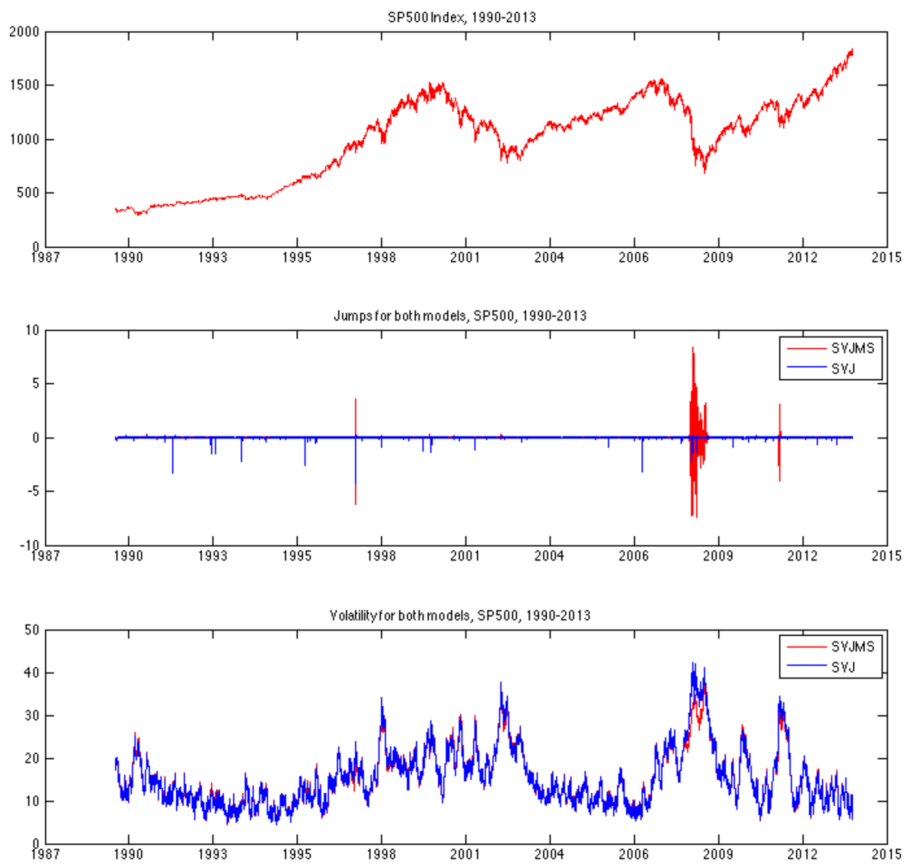 SP500 Index, 1990-2013
2000
1500
1000
500
0
1987 1990 1993 1995 1998 2001 2004 2006 2009 2012 2015
Jumps for both models, SP500, 1990-2013
10
5
0
-5
-10
SVJMS
SVJ
1987 1990 1993 1995 1998 2001 2004 2006 2009 2012 2015
Volatility for both models, SP500, 1990-2013
50
40
30
20
10
0
SVJMS
SVJ
1987 1990 1993 1995 1998 2001 2004 2006 2009 2012 2015